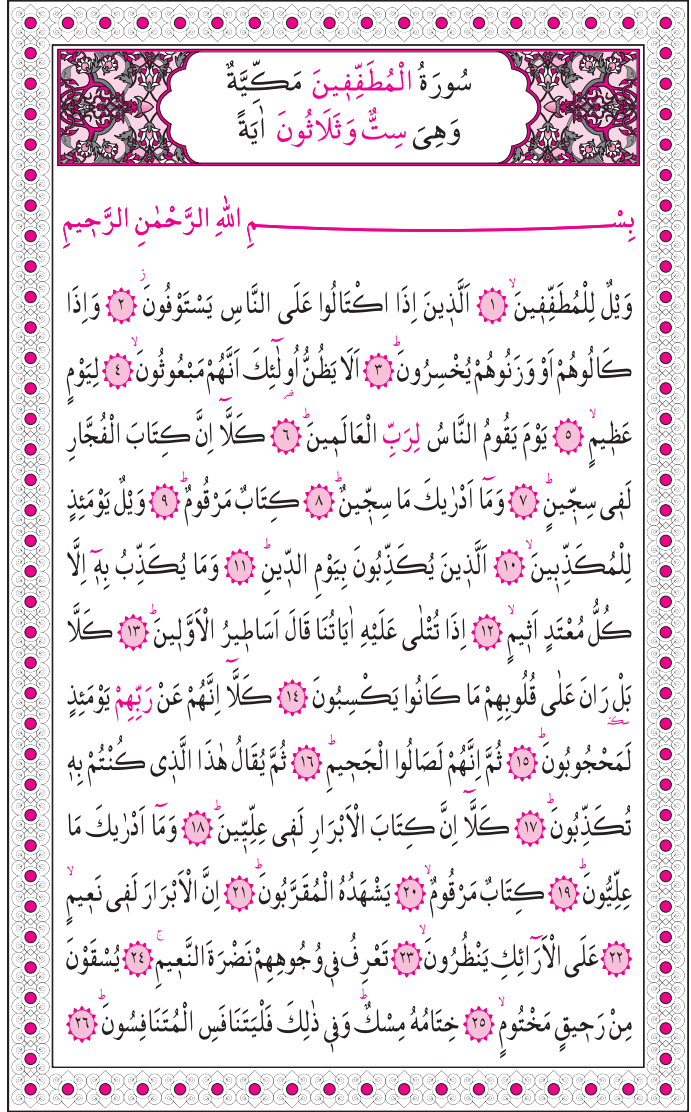 سُورَةُ الْمُطَفِّفٖينَ مَكِّيَّةٌ
وَهِىَ سِتٌّ وَثَلَاثُونَ اٰيَةً
بِسْمِ اللّٰهِ الرَّحْمٰنِ الرَّحٖيمِ
وَيْلٌ لِلْمُطَفِّفٖينَۙ ﴿١﴾ اَلَّذٖينَ اِذَا اكْتَالُوا عَلَى النَّاسِ يَسْتَوْفُونَؗ ﴿٢﴾ وَاِذَا
كَالُوهُمْ اَوْ وَزَنُوهُمْ يُخْسِرُونَؕ ﴿٣﴾ اَلَا يَظُنُّ اُولٰٓئِكَ اَنَّهُمْ مَبْعُوثُونَۙ ﴿٤﴾ لِيَوْمٍ
عَظٖيمٍۙ ﴿٥﴾ يَوْمَ يَقُومُ النَّاسُ لِرَبِّ الْعَالَمٖينَؕ ﴿٦﴾ كَلَّٓا اِنَّ كِتَابَ الْفُجَّارِ
لَفٖى سِجّٖينٍؕ ﴿٧﴾ وَمَٓا اَدْرٰيكَ مَا سِجّٖينٌؕ ﴿٨﴾ كِتَابٌ مَرْقُومٌؕ ﴿٩﴾ وَيْلٌ يَوْمَئِذٍ
لِلْمُكَذِّبٖينَۙ ﴿١٠﴾ اَلَّذٖينَ يُكَذِّبُونَ بِيَوْمِ الدّٖينِؕ ﴿١١﴾ وَمَا يُكَذِّبُ بِهٖٓ اِلَّا
كُلُّ مُعْتَدٍ اَثٖيمٍۙ ﴿١٢﴾ اِذَا تُتْلٰى عَلَيْهِ اٰيَاتُنَا قَالَ اَسَاطٖيرُ الْاَوَّلٖينَؕ ﴿١٣﴾ كَلَّا
بَلْ رَانَ عَلٰى قُلُوبِهِمْ مَا كَانُوا يَكْسِبُونَ ﴿١٤﴾ كَلَّٓا اِنَّهُمْ عَنْ رَبِّهِمْ يَوْمَئِذٍ
لَمَحْجُوبُونَؕ ﴿١٥﴾ ثُمَّ اِنَّهُمْ لَصَالُوا الْجَحٖيمِؕ ﴿١٦﴾ ثُمَّ يُقَالُ هٰذَا الَّذٖى كُنْتُمْ بِهٖ
تُكَذِّبُونَؕ ﴿١٧﴾ كَلَّٓا اِنَّ كِتَابَ الْاَبْرَارِ لَفٖى عِلِّيّٖينَؕ ﴿١٨﴾ وَمَٓا اَدْرٰيكَ مَا
عِلِّيُّونَؕ ﴿١٩﴾ كِتَابٌ مَرْقُومٌۙ ﴿٢٠﴾ يَشْهَدُهُ الْمُقَرَّبُونَؕ ﴿٢١﴾ اِنَّ الْاَبْرَارَ لَفٖى نَعٖيمٍۙ
﴿٢٢﴾ عَلَى الْاَرَٓائِكِ يَنْظُرُونَۙ ﴿٢٣﴾ تَعْرِفُ فٖى وُجُوهِهِمْ نَضْرَةَ النَّعٖيمِۚ ﴿٢٤﴾ يُسْقَوْنَ
مِنْ رَحٖيقٍ مَخْتُومٍۙ ﴿٢٥﴾ خِتَامُهُ مِسْكٌؕ وَفٖى ذٰلِكَ فَلْيَتَنَافَسِ الْمُتَنَافِسُونَؕ ﴿٢٦﴾